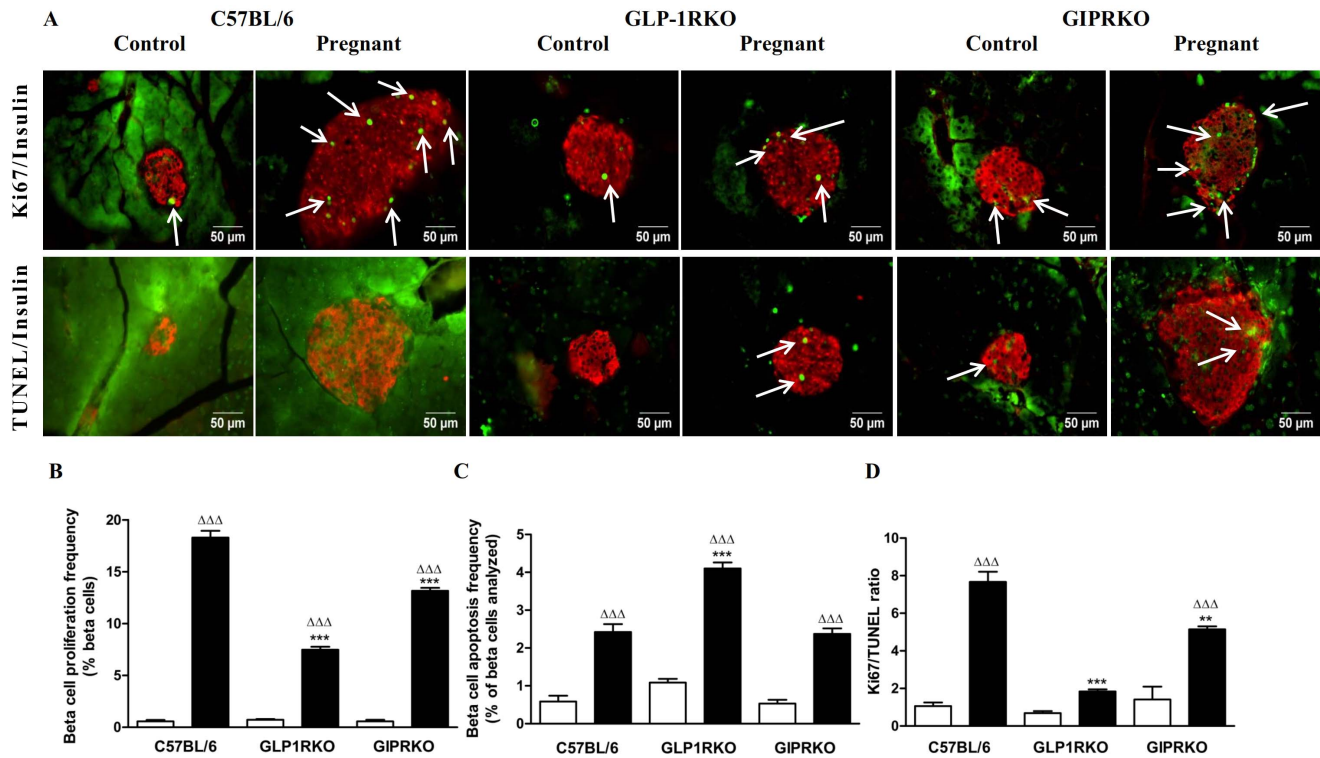 A
C57BL/6 GLP-1RKO GIPRKO
Control Pregnant Control Pregnant Control Pregnant
Ki67/Insulin
50 µm 50 µm 50 µm 50 µm 50 µm 50 µm
TUNEL/Insulin
50 µm 50 µm 50 µm 50 µm 50 µm 50 µm
B
Beta cell proliferation frequency
(% beta cells)
20
15
10
5
0
ΔΔΔ
ΔΔΔ
***
ΔΔΔ
***
C57BL/6 GLP1RKO GIPRKO
C
Beta cell apoptosis frequency
(% of beta cells analyzed)
5
4
3
2
1
0
ΔΔΔ
ΔΔΔ
***
ΔΔΔ
C57BL/6 GLP1RKO GIPRKO
D
Ki67/TUNEL ratio
10
8
6
4
2
0
ΔΔΔ
***
ΔΔΔ
**
C57BL/6 GLP1RKO GIPRKO